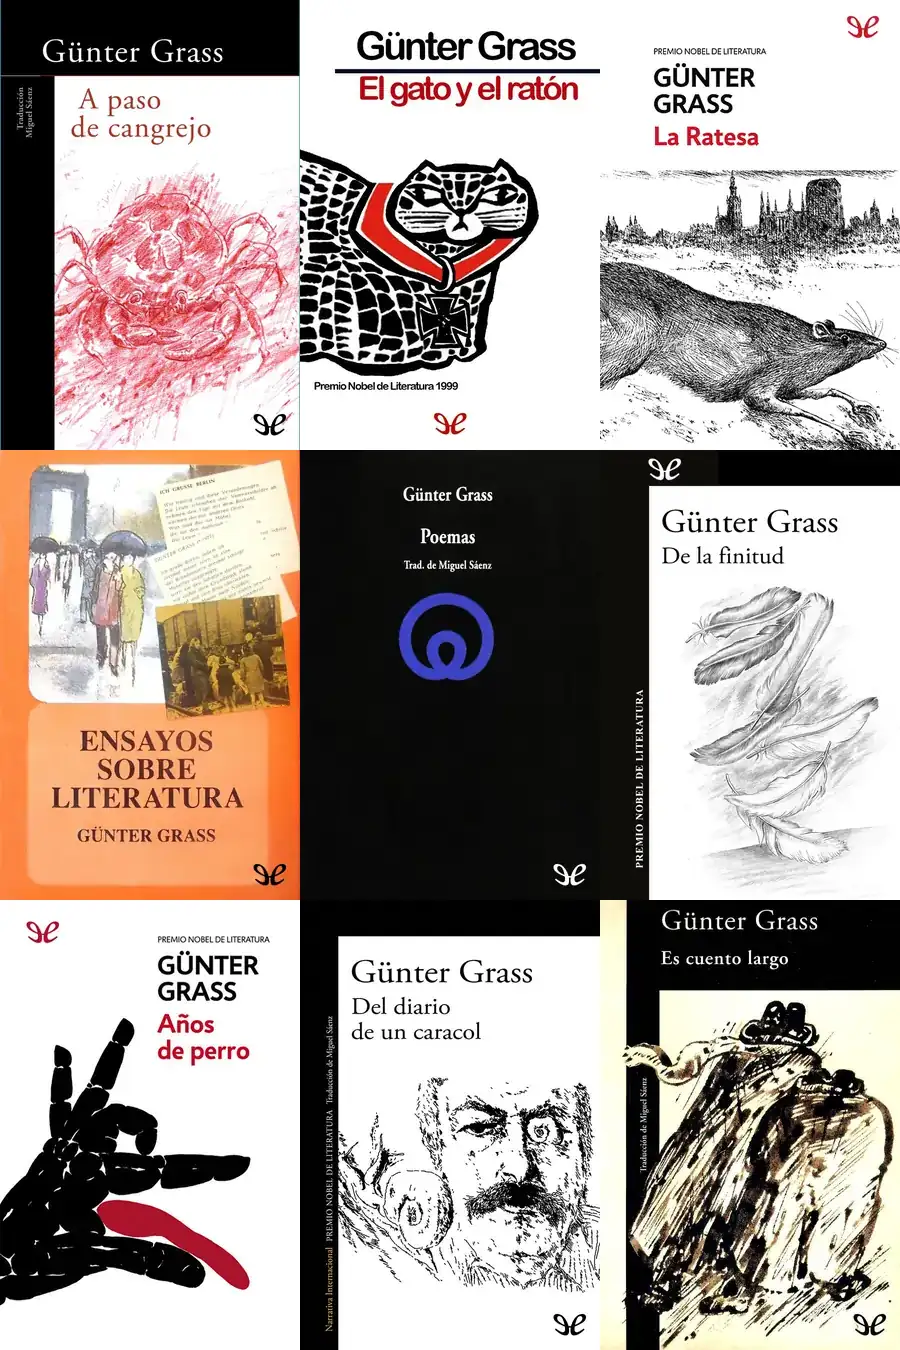 Günter Grass
Traducción
Miguel Sáenz
A paso
de cangrejo
Günter Grass
El gato y el ratón
Premio Nobel de Literatura 1999
PREMIO NOBEL DE LITERATURA
GÜNTER
GRASS
La Ratesa
ICH GRÜSSE BERLIN
ENSAYOS
SOBRE
LITERATURA
GÜNTER GRASS
Günter Grass
Poemas
Trad. de Miguel Sáenz
Günter Grass
De la finitud
PREMIO NOBEL DE LITERATURA
PREMIO NOBEL DE LITERATURA
GÜNTER
GRASS
Años
de perro
Günter Grass
Del diario
de un caracol
Narrativa Internacional PREMIO NOBEL DE LITERATURA Traducción de Miguel Sáenz
Günter Grass
Es cuento largo
Traducción de Miguel Sáenz